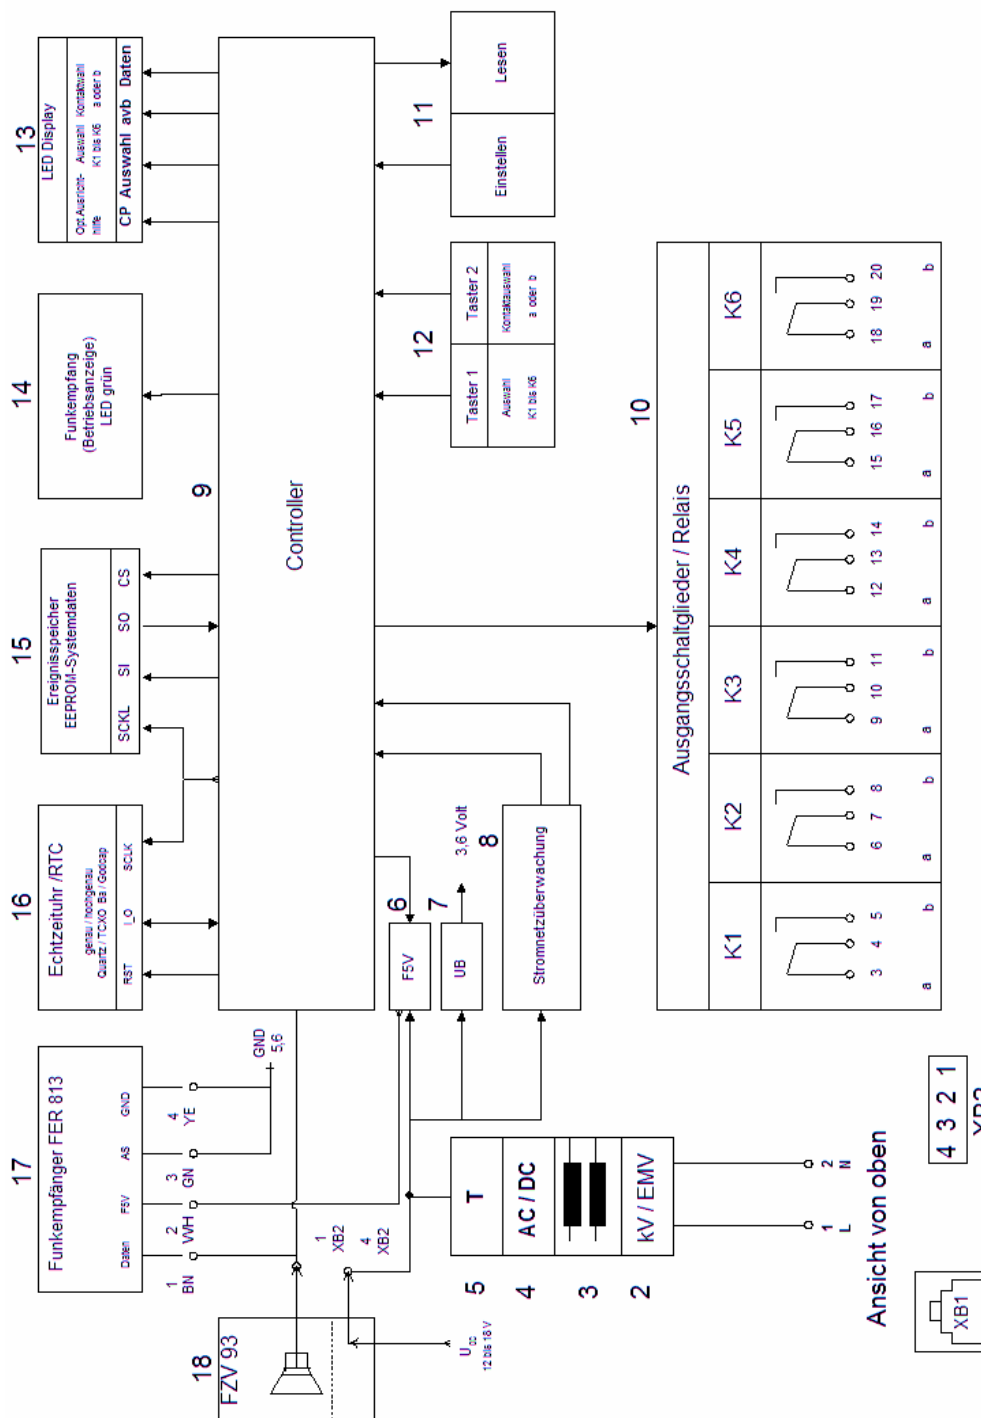 17
Funkempfänger FER 813
Daten
F5V
AS
GND
1
BN
2
WH
3
GN
4
YE
GND
5,6
16
Echtzeituhr /RTC
genau / hochgenau
Quartz / TCXO Ba / Goldcap
RST
I_O
SCLK
15
Ereignisspeicher
EEPROM-Systemdaten
SCKL
SI
SO
CS
14
Funkempfang
(Betriebsanzeige)
LED grün
13
LED Display
Opt Ausricht-
hilfe
Auswahl
K1 bis K6
Kontaktwahl
a oder b
CP Auswahl avb Daten
18
FZV 93
9
Controller
1
XB2
4
XB2
U
12 bis 18 V
F5V
6
UB
7
3,6 Volt
8
Stromnetzüberwachung
12
Taster 1
Auswahl
K1 bis K6
Taster 2
Kontaktauswahl
a oder b
11
Einstellen
Lesen
5
T
4
AC / DC
3
2
kV / EMV
1
L
2
N
10
Ausgangsschaltglieder / Relais
K1
K2
K3
K4
K5
K6
3 4 5
6 7 8
9 10 11
12 13 14
15 16 17
18 19 20
a b
a b
a b
a b
a b
a b
Ansicht von oben
XB1
4 3 2 1
XB2